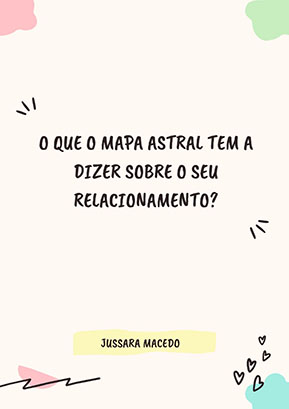 O QUE O MAPA ASTRAL TEM A
DIZER SOBRE O SEU
RELACIONAMENTO?
JUSSARA MACEDO